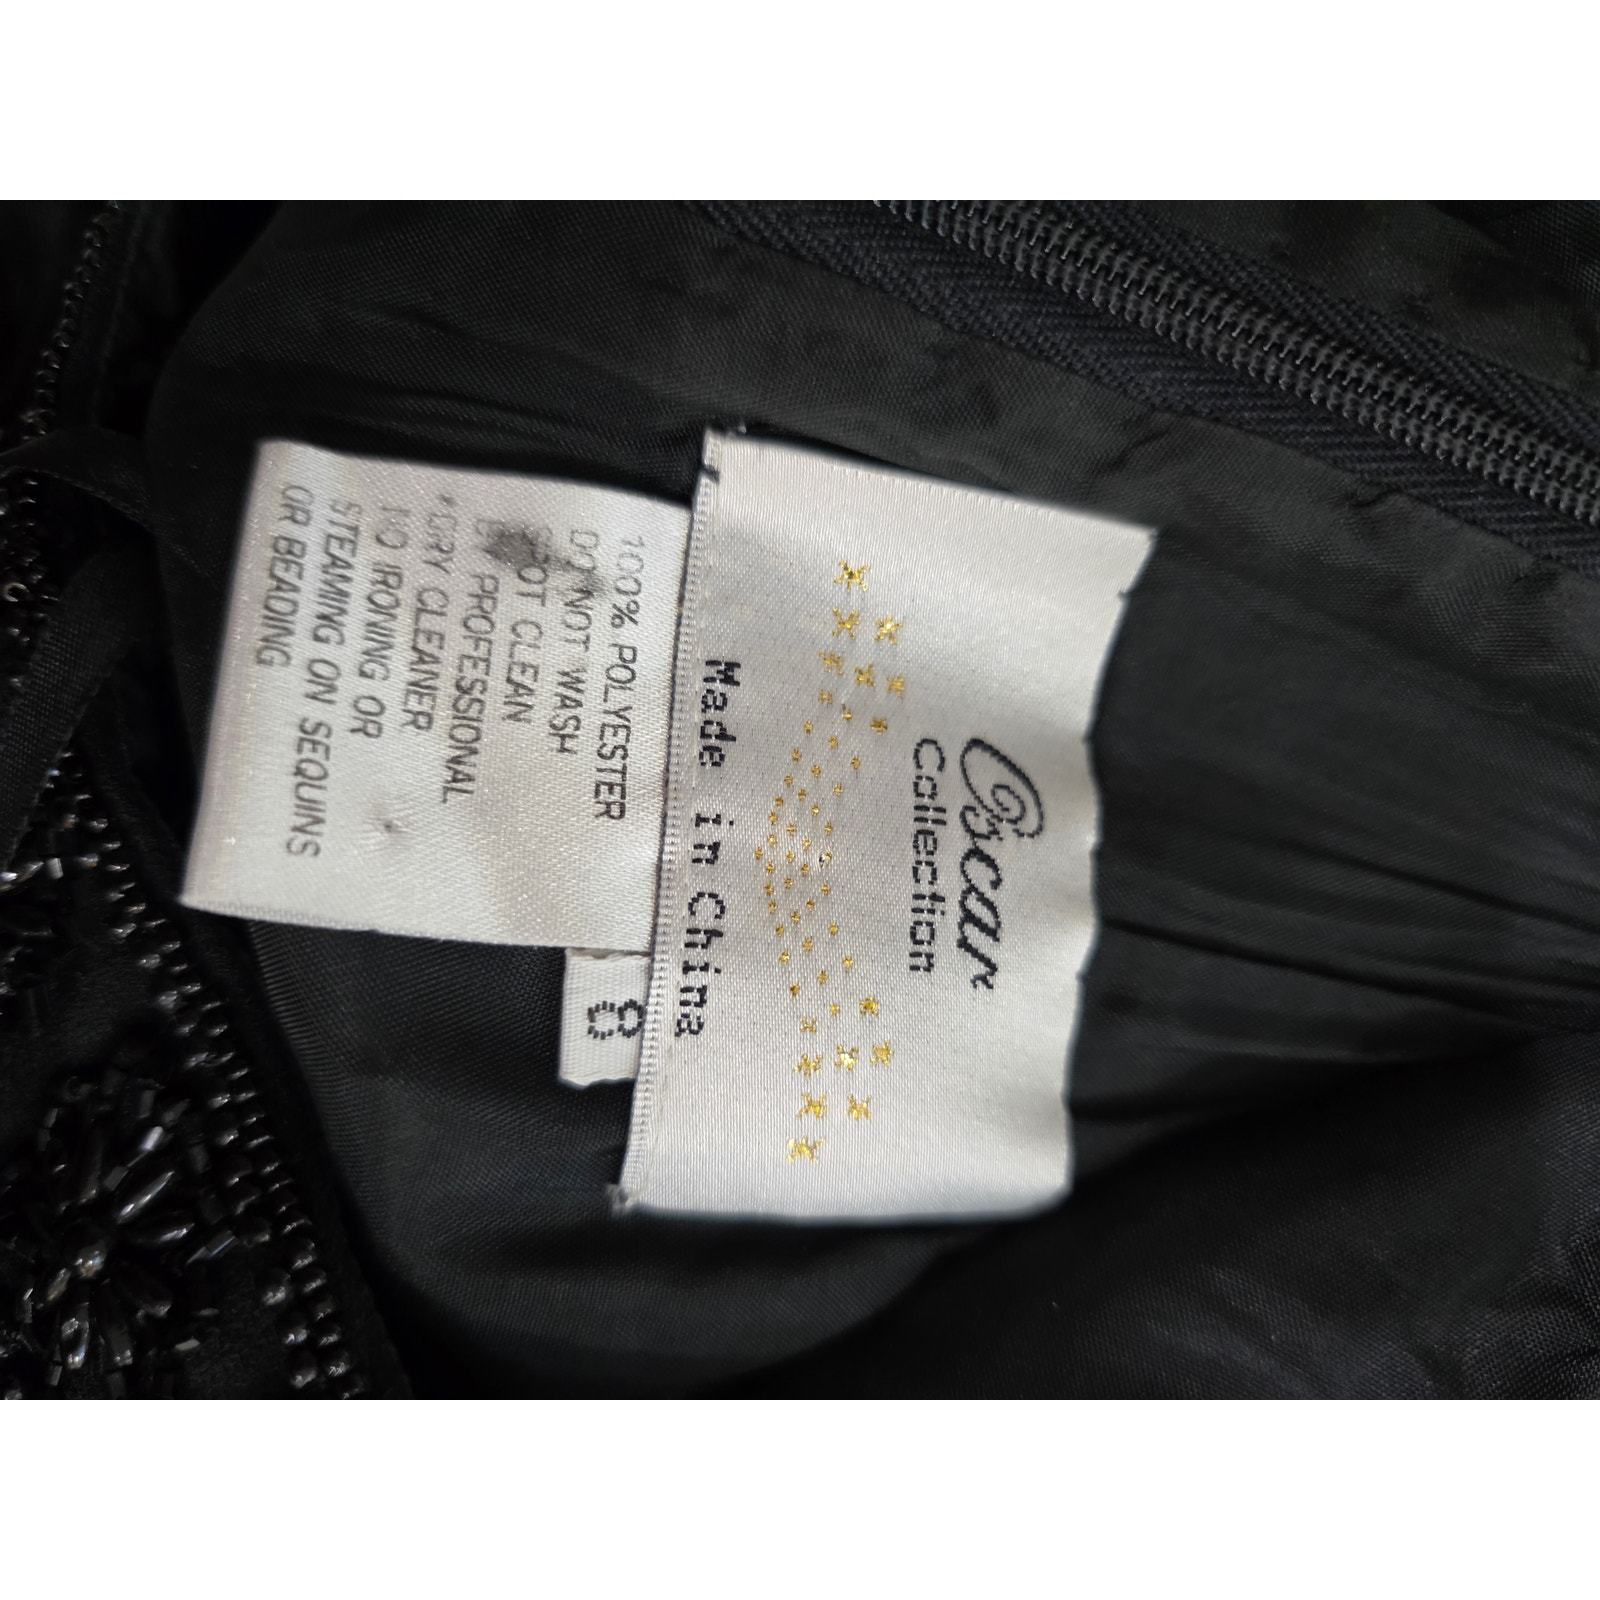 Oscar
Collection
Made in China
8
100% POLYESTER
DO NOT WASH
SPOT CLEAN
BY PROFESSIONAL
*DRY CLEANER
NO IRONING OR
STEAMING ON SEQUINS
OR BEADING